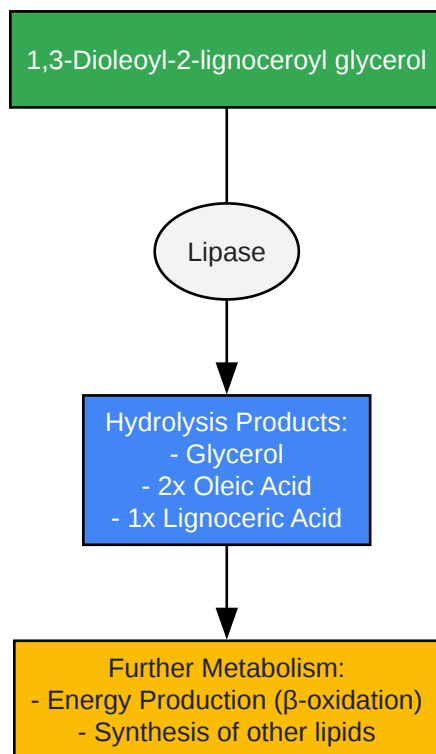 1,3-Dioleoyl-2-lignoceroyl glycerol
Lipase
Hydrolysis Products:
- Glycerol
- 2x Oleic Acid
- 1x Lignoceric Acid
Further Metabolism:
- Energy Production (β-oxidation)
- Synthesis of other lipids